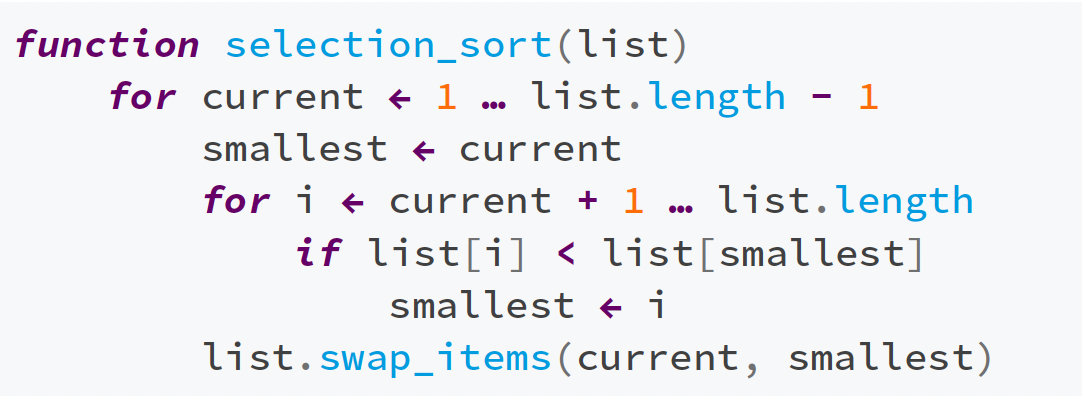 function selection_sort(list)
for current ← 1 … list.length - 1
smallest ← current
for i ← current + 1 … list.length
if list[i] < list[smallest]
smallest ← i
list.swap_items(current, smallest)